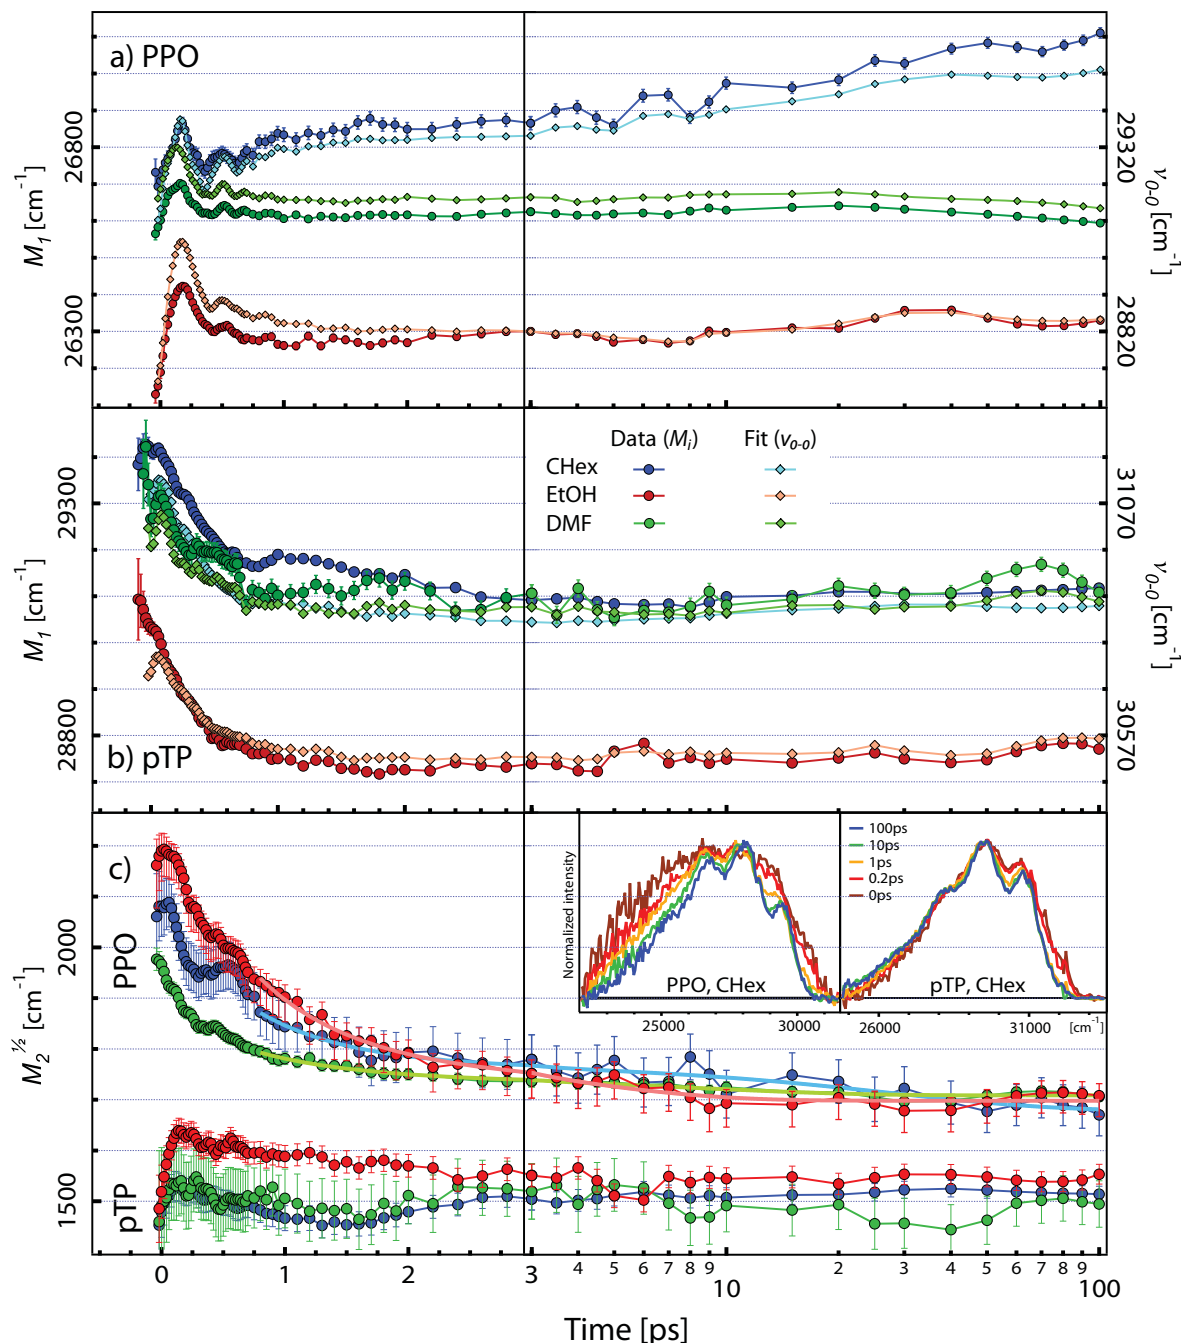 a) PPO
M₁ [cm⁻¹]
26800
26300
29320
28820
ν₀₋₀ [cm⁻¹]
Data (Mᵢ) Fit (ν₀₋₀)
CHex
EtOH
DMF
b) pTP
M₁ [cm⁻¹]
29300
28800
31070
30570
ν₀₋₀ [cm⁻¹]
c)
PPO
pTP
M₂^½ [cm⁻¹]
2000
1500
Normalized intensity
PPO, CHex
25000 30000
100ps
10ps
1ps
0.2ps
0ps
pTP, CHex
26000 31000 [cm⁻¹]
0 1 2 3 4 5 6 7 8 9 10 2 3 4 5 6 7 8 9 100
Time [ps]